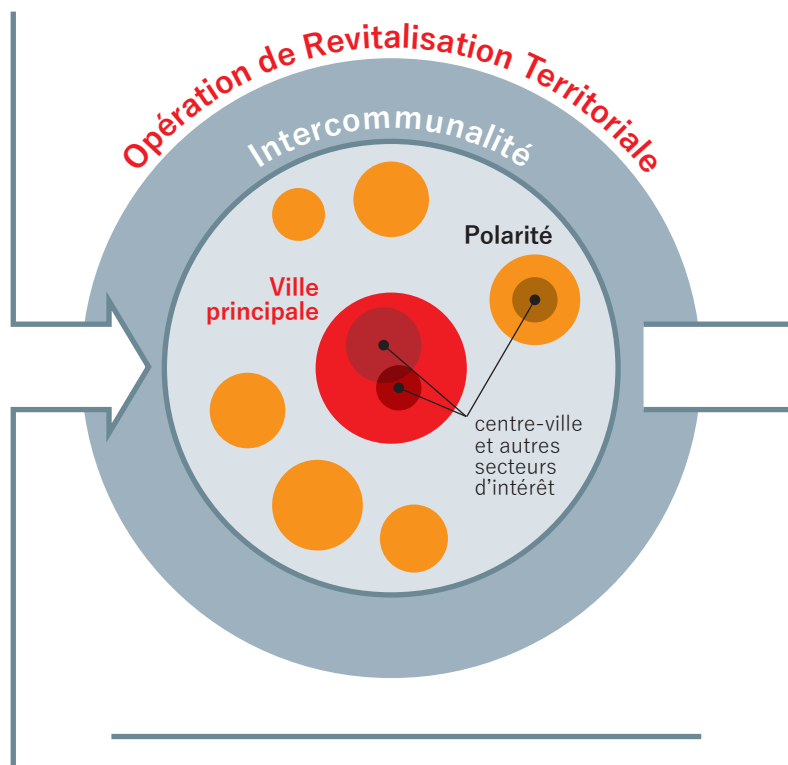 Opération de Revitalisation Territoriale
Intercommunalité
Polarité
Ville
principale
centre-ville
et autres
secteurs
d'intérêt